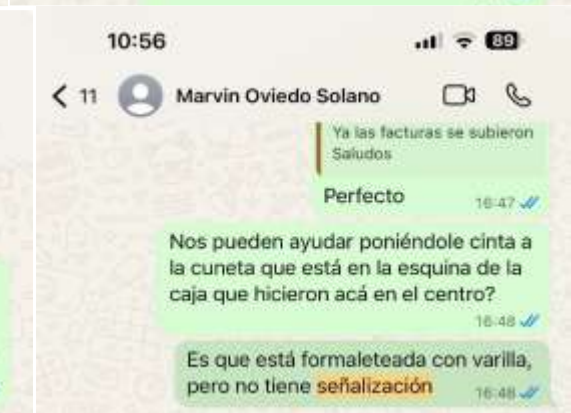 10:56
89
11
Marvin Oviedo Solano
Ya las facturas se subieron
Saludos
Perfecto
16:47
Nos pueden ayudar poniéndole cinta a
la cuneta que está en la esquina de la
caja que hicieron acá en el centro?
16:48
Es que está formaleteada con varilla,
pero no tiene señalización
16:48